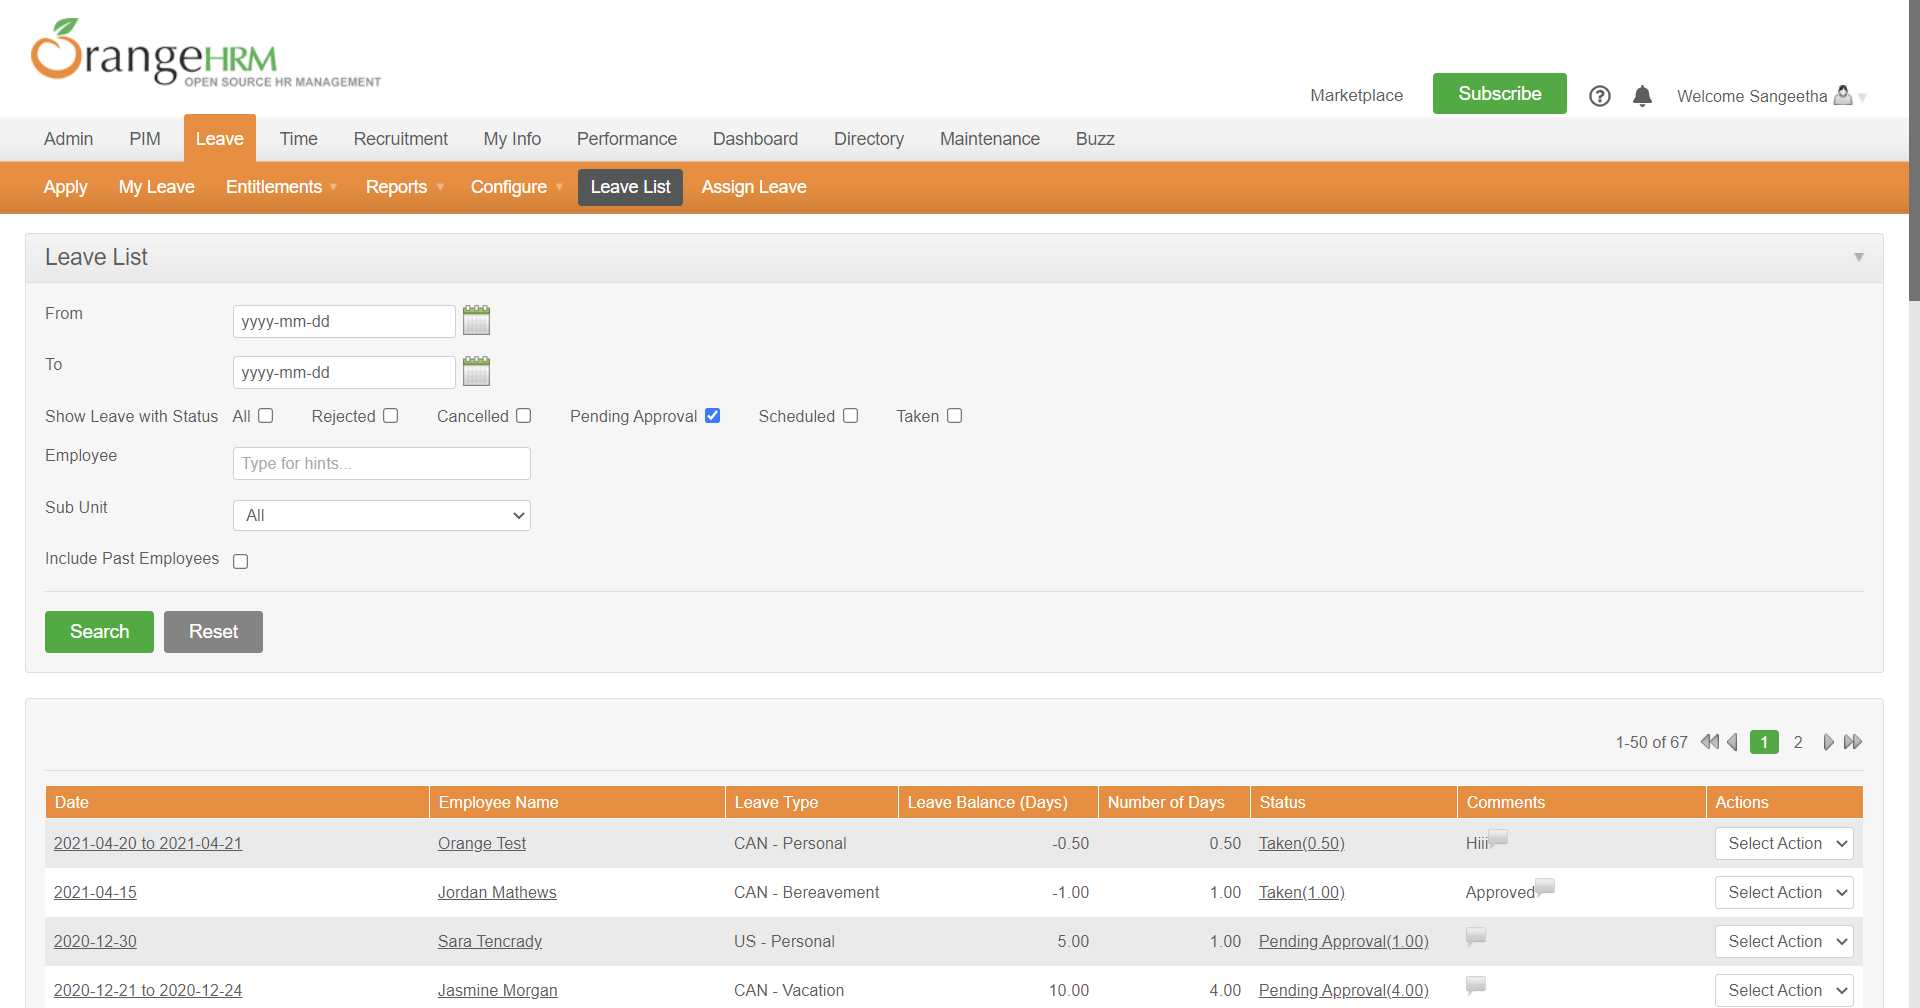 OrangeHRM
OPEN SOURCE HR MANAGEMENT
Marketplace Subscribe Welcome Sangeetha
Admin PIM Leave Time Recruitment My Info Performance Dashboard Directory Maintenance Buzz
Apply My Leave Entitlements Reports Configure Leave List Assign Leave
Leave List
From yyyy-mm-dd
To yyyy-mm-dd
Show Leave with Status All Rejected Cancelled Pending Approval Scheduled Taken
Employee Type for hints...
Sub Unit All
Include Past Employees
Search Reset
1-50 of 67 1 2
Date Employee Name Leave Type Leave Balance (Days) Number of Days Status Comments Actions
2021-04-20 to 2021-04-21 Orange Test CAN - Personal -0.50 0.50 Taken(0.50) Hiii Select Action
2021-04-15 Jordan Mathews CAN - Bereavement -1.00 1.00 Taken(1.00) Approved Select Action
2020-12-30 Sara Tencrady US - Personal 5.00 1.00 Pending Approval(1.00) Select Action
2020-12-21 to 2020-12-24 Jasmine Morgan CAN - Vacation 10.00 4.00 Pending Approval(4.00) Select Action